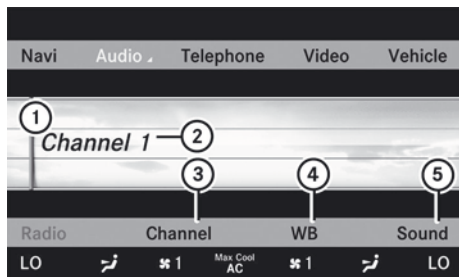 Navi Audio Telephone Video Vehicle
1
Channel 1 2
3 4 5
Radio Channel WB Sound
LO 1 Max Cool AC 1 LO